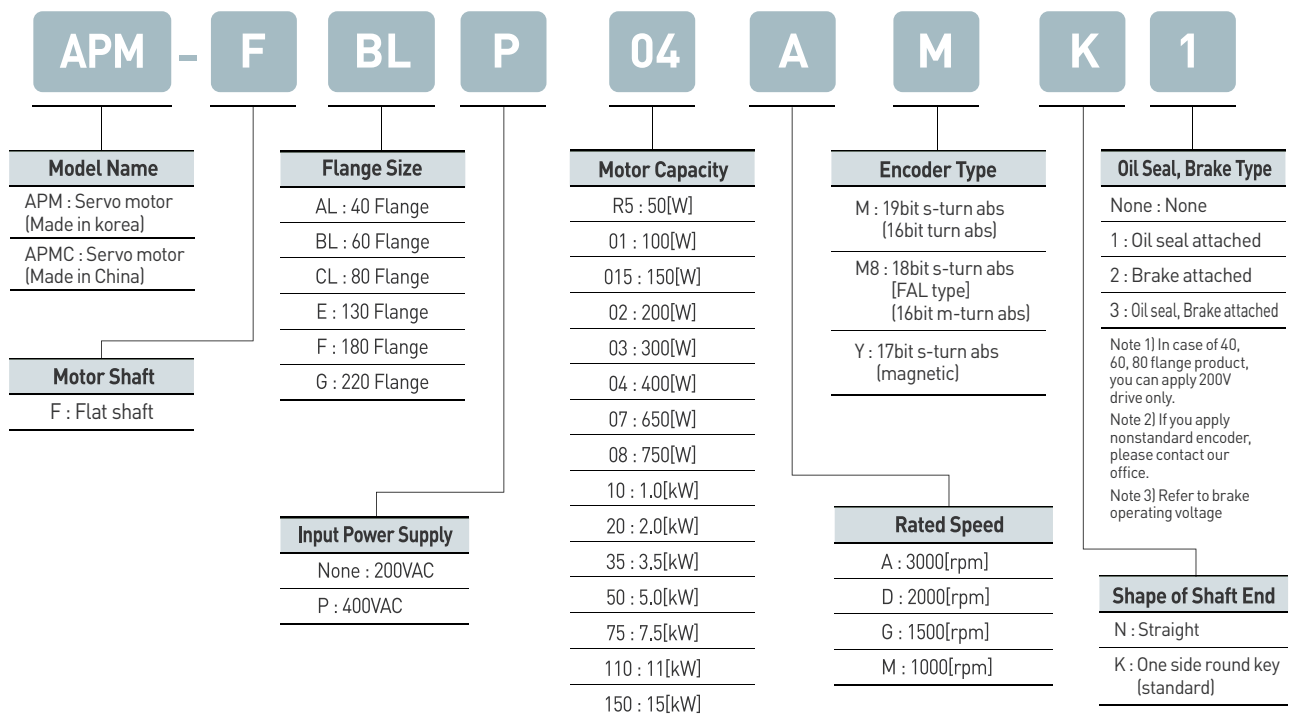 APM - F BL P 04 A M K 1
Model Name
APM : Servo motor
(Made in korea)
APMC : Servo motor
(Made in China)
Motor Shaft
F : Flat shaft
Flange Size
AL : 40 Flange
BL : 60 Flange
CL : 80 Flange
E : 130 Flange
F : 180 Flange
G : 220 Flange
Input Power Supply
None : 200VAC
P : 400VAC
Motor Capacity
R5 : 50[W]
01 : 100[W]
015 : 150[W]
02 : 200[W]
03 : 300[W]
04 : 400[W]
07 : 650[W]
08 : 750[W]
10 : 1.0[kW]
20 : 2.0[kW]
35 : 3.5[kW]
50 : 5.0[kW]
75 : 7.5[kW]
110 : 11[kW]
150 : 15[kW]
Encoder Type
M : 19bit s-turn abs
(16bit turn abs)
M8 : 18bit s-turn abs
[FAL type]
(16bit m-turn abs)
Y : 17bit s-turn abs
(magnetic)
Rated Speed
A : 3000[rpm]
D : 2000[rpm]
G : 1500[rpm]
M : 1000[rpm]
Oil Seal, Brake Type
None : None
1 : Oil seal attached
2 : Brake attached
3 : Oil seal, Brake attached
Note 1) In case of 40,
60, 80 flange product,
you can apply 200V
drive only.
Note 2) If you apply
nonstandard encoder,
please contact our
office.
Note 3) Refer to brake
operating voltage
Shape of Shaft End
N : Straight
K : One side round key
(standard)